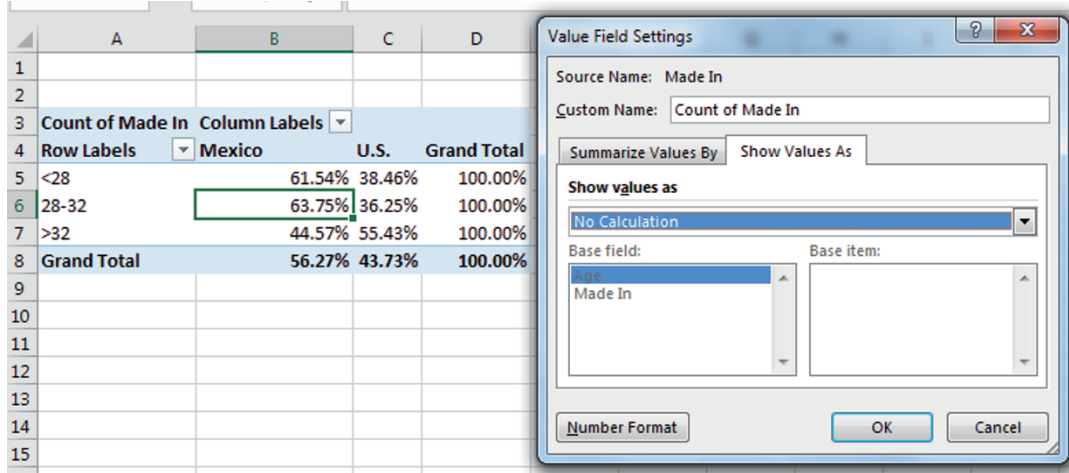 A B C D
1
2
3 Count of Made In Column Labels
4 Row Labels Mexico U.S. Grand Total
5 <28 61.54% 38.46% 100.00%
6 28-32 63.75% 36.25% 100.00%
7 >32 44.57% 55.43% 100.00%
8 Grand Total 56.27% 43.73% 100.00%
9
10
11
12
13
14
15
Value Field Settings
? X
Source Name: Made In
Custom Name: Count of Made In
Summarize Values By Show Values As
Show values as
No Calculation
Base field: Base item:
Age
Made In
Number Format OK Cancel